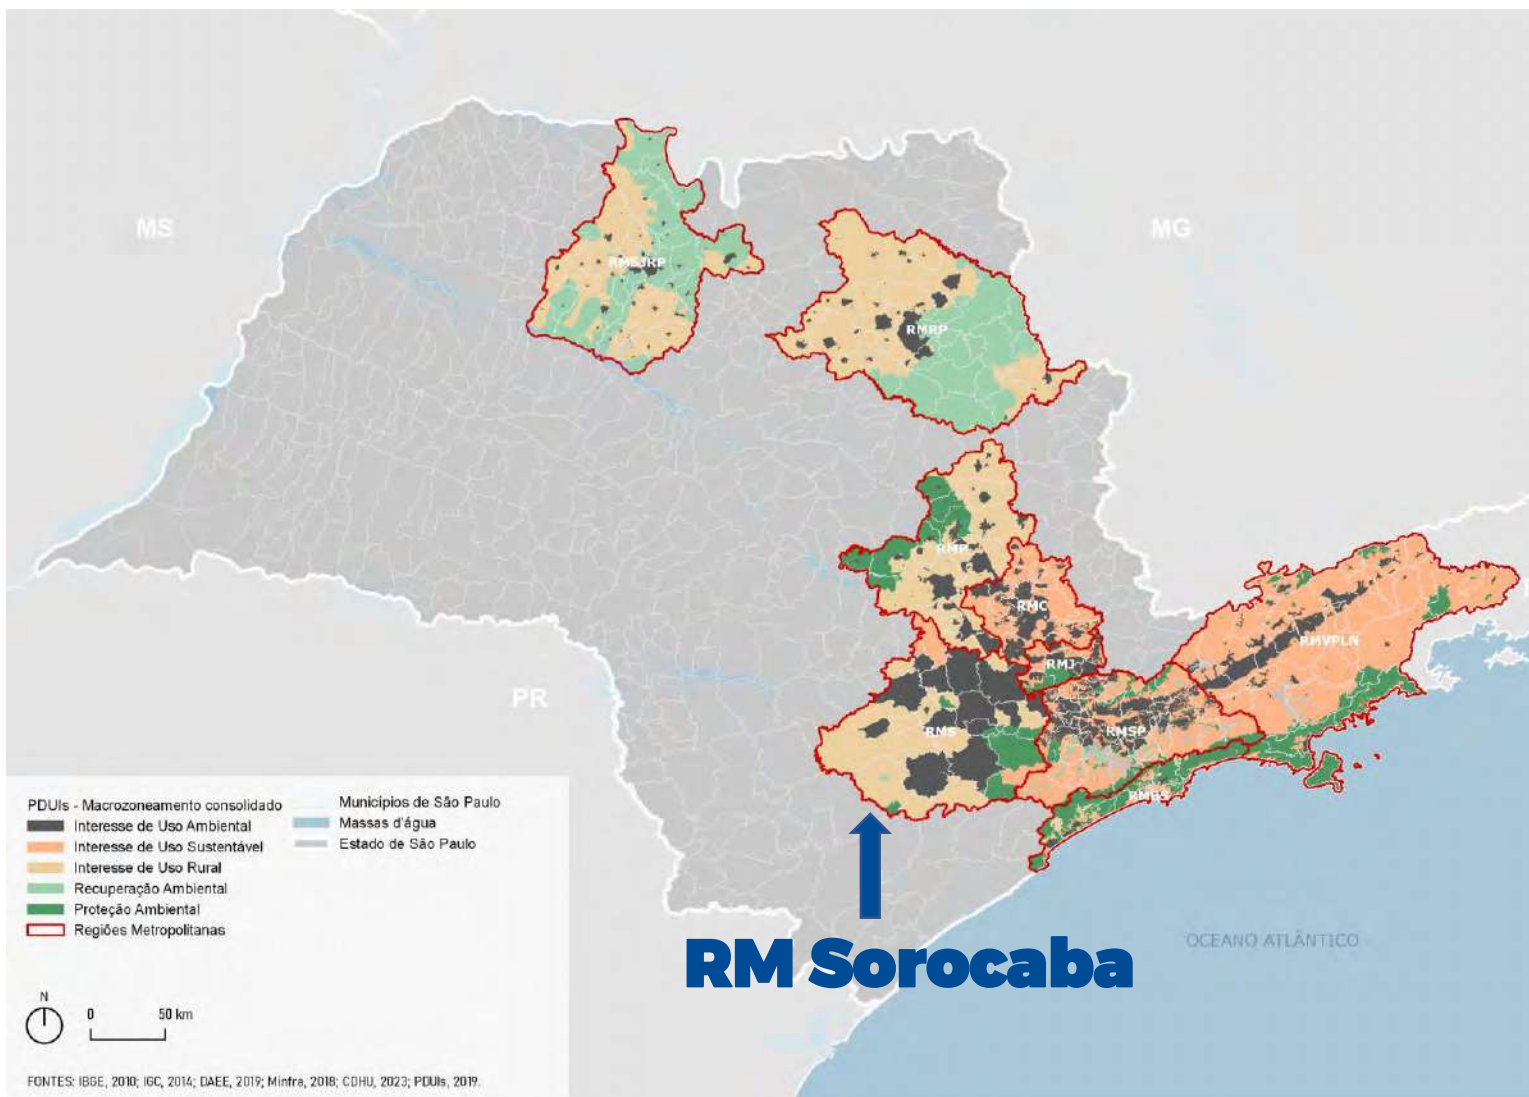 MS
MG
RMSJRP
RMRP
RMP
RMC
RMVPLN
RMJ
PR
RMS
RMSP
RMBS
PDUIs - Macrozoneamento consolidado
Interesse de Uso Ambiental
Interesse de Uso Sustentável
Interesse de Uso Rural
Recuperação Ambiental
Proteção Ambiental
Regiões Metropolitanas
Municípios de São Paulo
Massas d'água
Estado de São Paulo
RM Sorocaba
OCEANO ATLÂNTICO
N
0 50 km
FONTES: IBGE, 2010; IGC, 2014; DAEE, 2019; Minfra, 2018; CDHU, 2023; PDUIs, 2019.